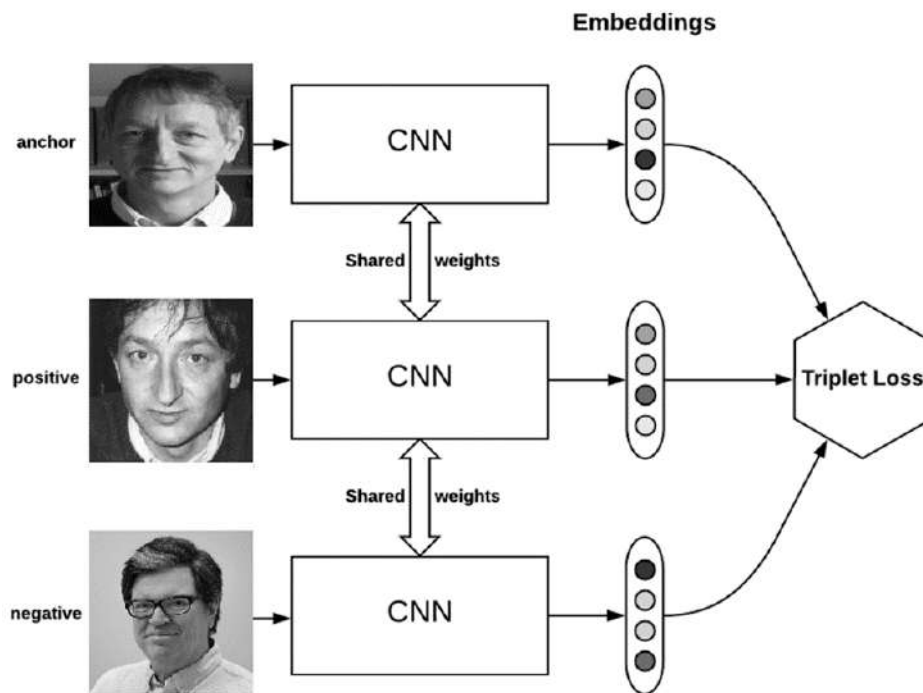 Embeddings
anchor
CNN
Shared weights
positive
CNN
Triplet Loss
Shared weights
negative
CNN